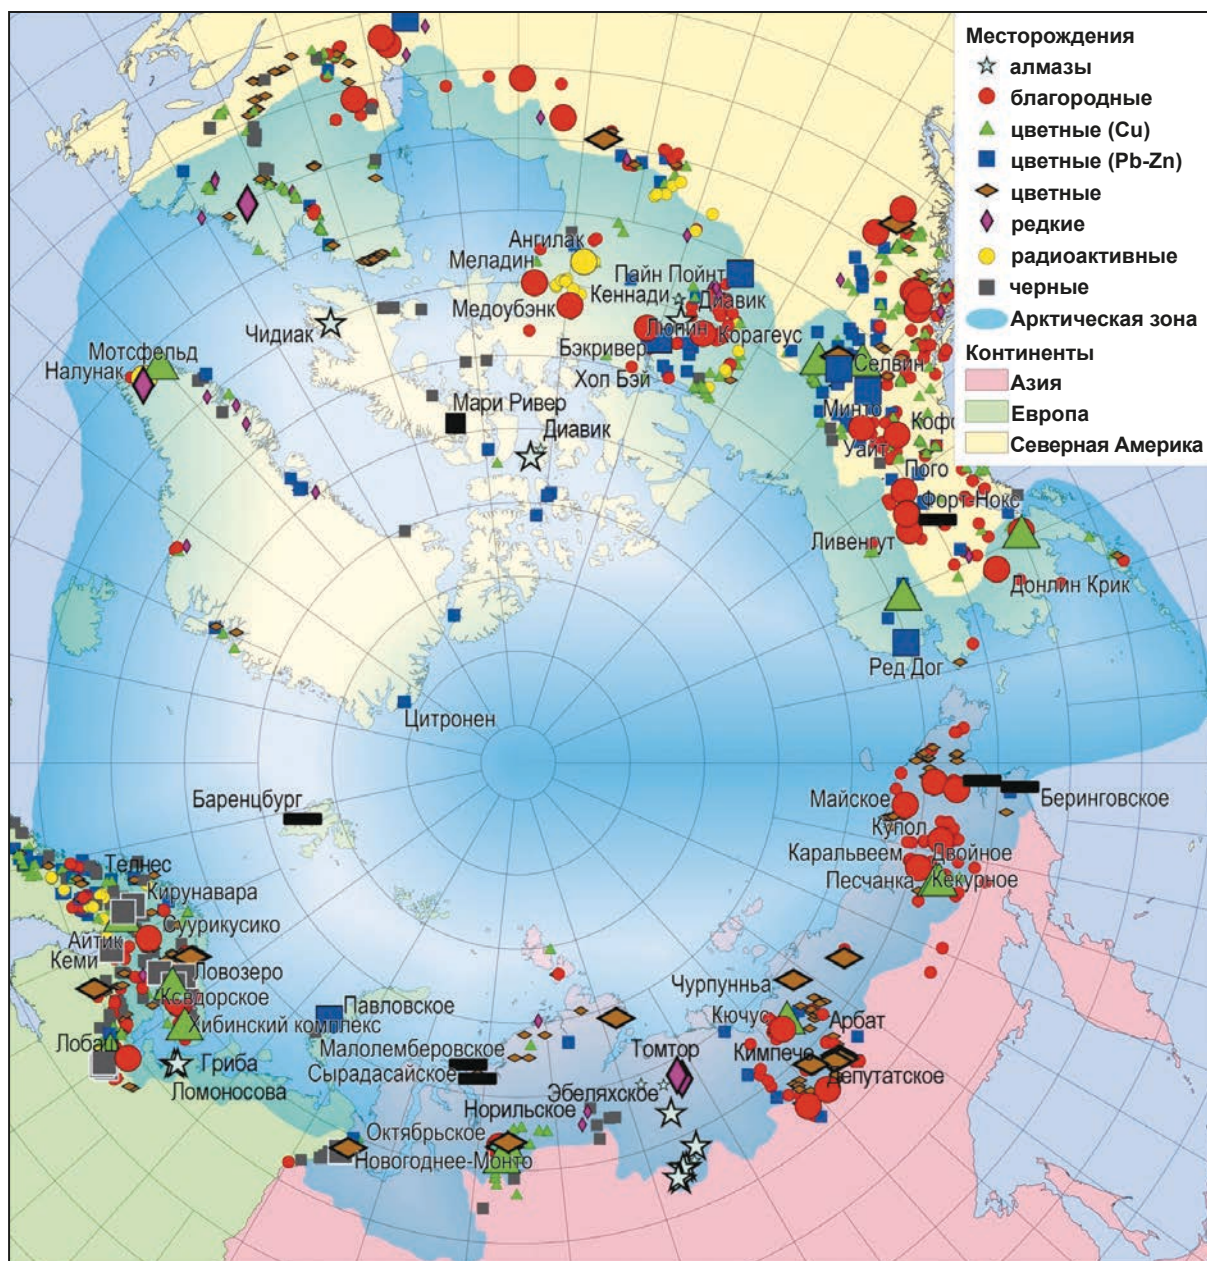 Месторождения
алмазы
благородные
цветные (Cu)
цветные (Pb-Zn)
цветные
редкие
радиоактивные
черные
Арктическая зона
Континенты
Азия
Европа
Северная Америка
Ангилак
Меладин
Пайн Пойнт
Кеннади
Диавик
Медоубэнк
Чидиак
Люпин
Корагеус
Бэкривер
Мотсфельд
Налунак
Хоп Бэй
Селвин
Мари Ривер
Минто
Диавик
Уайт
Пого
Форт-Нокс
Ливенгут
Донлин Крик
Ред Дог
Цитронен
Баренцбург
Майское
Беринговское
Купол
Каральвеем
Двойное
Песчанка
Кекурное
Телнес
Кирунавара
Суурикусико
Айтик
Кеми
Ловозеро
Ковдорское
Хибинский комплекс
Павловское
Чурпуннья
Кючус
Арбат
Лобаш
Гриба
Малолемберовское
Томтор
Кимпече
Сырадасайское
Депутатское
Ломоносова
Эбеляхское
Норильское
Октябрьское
Новогоднее-Монто